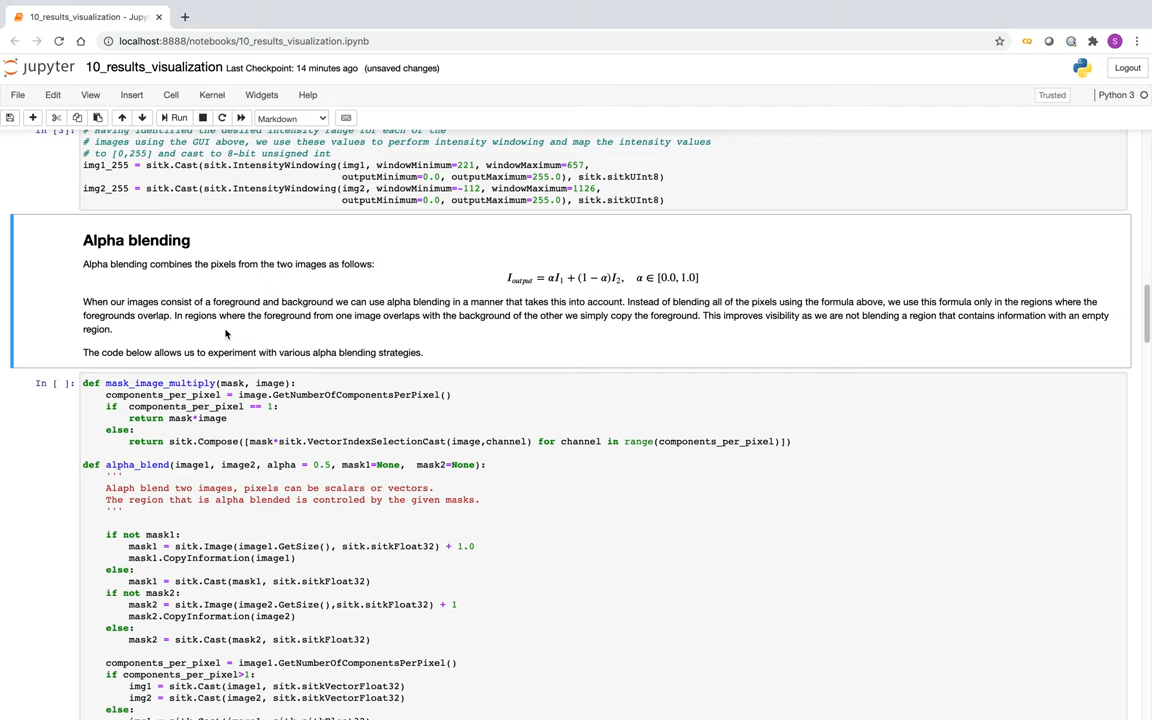 10_results_visualization - Jupy
localhost:8888/notebooks/10_results_visualization.ipynb
S
jupyter 10_results_visualization Last Checkpoint: 14 minutes ago (unsaved changes) Logout
File Edit View Insert Cell Kernel Widgets Help Trusted Python 3
Run Markdown
In [3]: # Having identified the desired intensity range for each of the
# images using the GUI above, we use these values to perform intensity windowing and map the intensity values
# to [0,255] and cast to 8-bit unsigned int
img1_255 = sitk.Cast(sitk.IntensityWindowing(img1, windowMinimum=221, windowMaximum=657,
outputMinimum=0.0, outputMaximum=255.0), sitk.sitkUInt8)
img2_255 = sitk.Cast(sitk.IntensityWindowing(img2, windowMinimum=-112, windowMaximum=1126,
outputMinimum=0.0, outputMaximum=255.0), sitk.sitkUInt8)
Alpha blending
Alpha blending combines the pixels from the two images as follows:
I_output = αI_1 + (1 − α)I_2, α ∈ [0.0, 1.0]
When our images consist of a foreground and background we can use alpha blending in a manner that takes this into account. Instead of blending all of the pixels using the formula above, we use this formula only in the regions where the
foregrounds overlap. In regions where the foreground from one image overlaps with the background of the other we simply copy the foreground. This improves visibility as we are not blending a region that contains information with an empty
region.
The code below allows us to experiment with various alpha blending strategies.
In [ ]: def mask_image_multiply(mask, image):
components_per_pixel = image.GetNumberOfComponentsPerPixel()
if components_per_pixel == 1:
return mask*image
else:
return sitk.Compose([mask*sitk.VectorIndexSelectionCast(image,channel) for channel in range(components_per_pixel)])
def alpha_blend(image1, image2, alpha = 0.5, mask1=None, mask2=None):
'''
Alaph blend two images, pixels can be scalars or vectors.
The region that is alpha blended is controled by the given masks.
'''
if not mask1:
mask1 = sitk.Image(image1.GetSize(), sitk.sitkFloat32) + 1.0
mask1.CopyInformation(image1)
else:
mask1 = sitk.Cast(mask1, sitk.sitkFloat32)
if not mask2:
mask2 = sitk.Image(image2.GetSize(),sitk.sitkFloat32) + 1
mask2.CopyInformation(image2)
else:
mask2 = sitk.Cast(mask2, sitk.sitkFloat32)
components_per_pixel = image1.GetNumberOfComponentsPerPixel()
if components_per_pixel>1:
img1 = sitk.Cast(image1, sitk.sitkVectorFloat32)
img2 = sitk.Cast(image2, sitk.sitkVectorFloat32)
else: